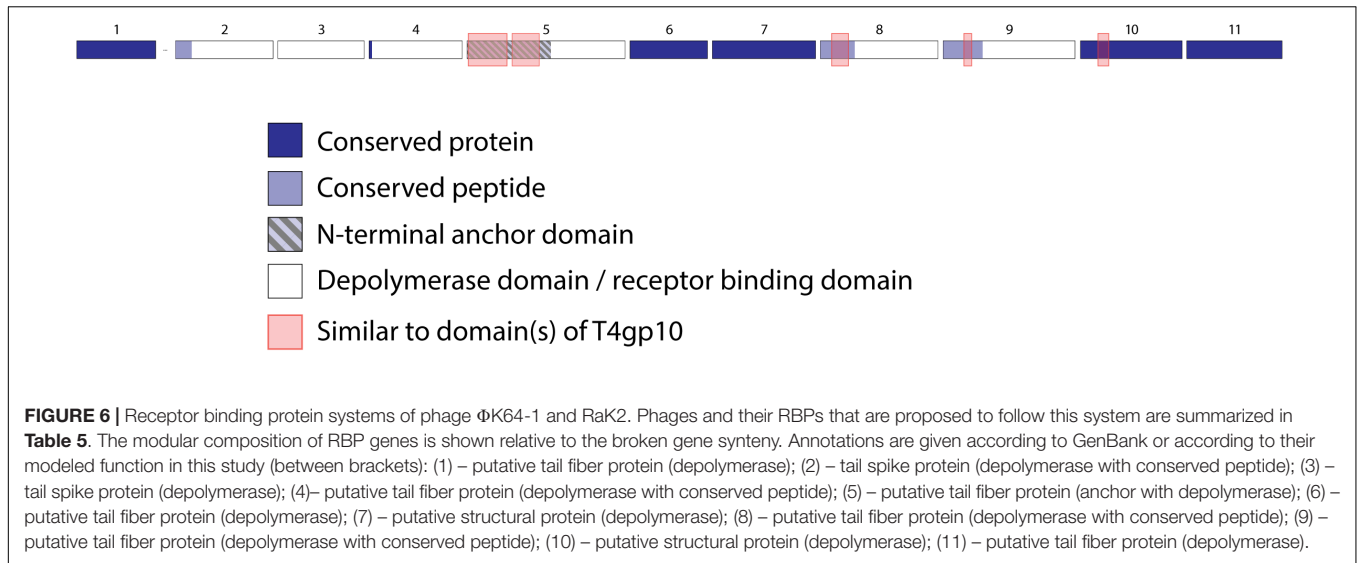 1 2 3 4 5 6 7 8 9 10 11
Conserved protein
Conserved peptide
N-terminal anchor domain
Depolymerase domain / receptor binding domain
Similar to domain(s) of T4gp10
FIGURE 6 | Receptor binding protein systems of phage ΦK64-1 and RaK2. Phages and their RBPs that are proposed to follow this system are summarized in
Table 5. The modular composition of RBP genes is shown relative to the broken gene synteny. Annotations are given according to GenBank or according to their
modeled function in this study (between brackets): (1) – putative tail fiber protein (depolymerase); (2) – tail spike protein (depolymerase with conserved peptide); (3) –
tail spike protein (depolymerase); (4)– putative tail fiber protein (depolymerase with conserved peptide); (5) – putative tail fiber protein (anchor with depolymerase); (6) –
putative tail fiber protein (depolymerase); (7) – putative structural protein (depolymerase); (8) – putative tail fiber protein (depolymerase with conserved peptide); (9) –
putative tail fiber protein (depolymerase with conserved peptide); (10) – putative structural protein (depolymerase); (11) – putative tail fiber protein (depolymerase).